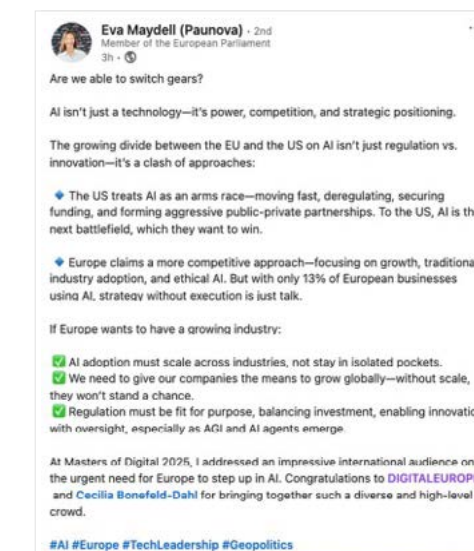 Eva Maydell (Paunova) · 2nd
Member of the European Parliament
3h ·
Are we able to switch gears?
AI isn't just a technology—it's power, competition, and strategic positioning.
The growing divide between the EU and the US on AI isn't just regulation vs.
innovation—it's a clash of approaches:
🔹 The US treats AI as an arms race—moving fast, deregulating, securing
funding, and forming aggressive public-private partnerships. To the US, AI is th
next battlefield, which they want to win.
🔹 Europe claims a more competitive approach—focusing on growth, traditiona
industry adoption, and ethical AI. But with only 13% of European businesses
using AI, strategy without execution is just talk.
If Europe wants to have a growing industry:
✅ AI adoption must scale across industries, not stay in isolated pockets.
✅ We need to give our companies the means to grow globally—without scale,
they won't stand a chance.
✅ Regulation must be fit for purpose, balancing investment, enabling innovatio
with oversight, especially as AGI and AI agents emerge.
At Masters of Digital 2025, I addressed an impressive international audience on
the urgent need for Europe to step up in AI. Congratulations to DIGITALEUROP
and Cecilia Bonefeld-Dahl for bringing together such a diverse and high-level
crowd.
#AI #Europe #TechLeadership #Geopolitics